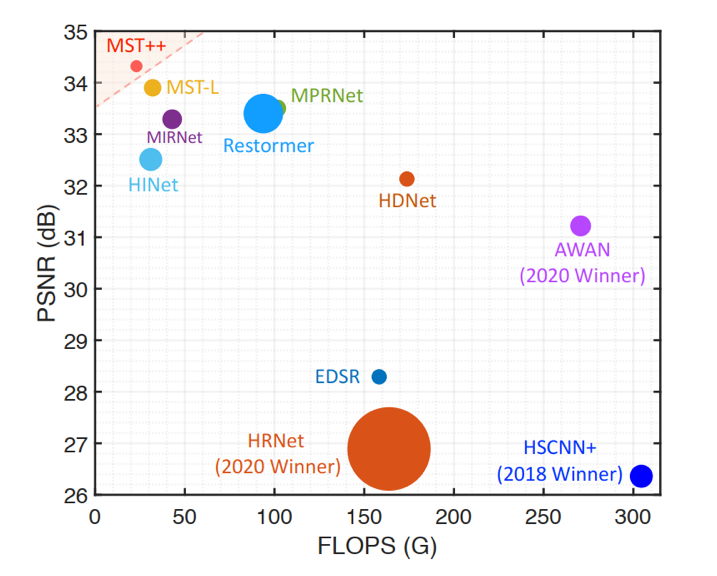 35
MST++
34
MST-L
MPRNet
33
MIRNet
Restormer
HINet
32
HDNet
31
AWAN
(2020 Winner)
30
29
EDSR
28
27
HRNet
(2020 Winner)
HSCNN+
(2018 Winner)
26
0 50 100 150 200 250 300
FLOPS (G)
PSNR (dB)